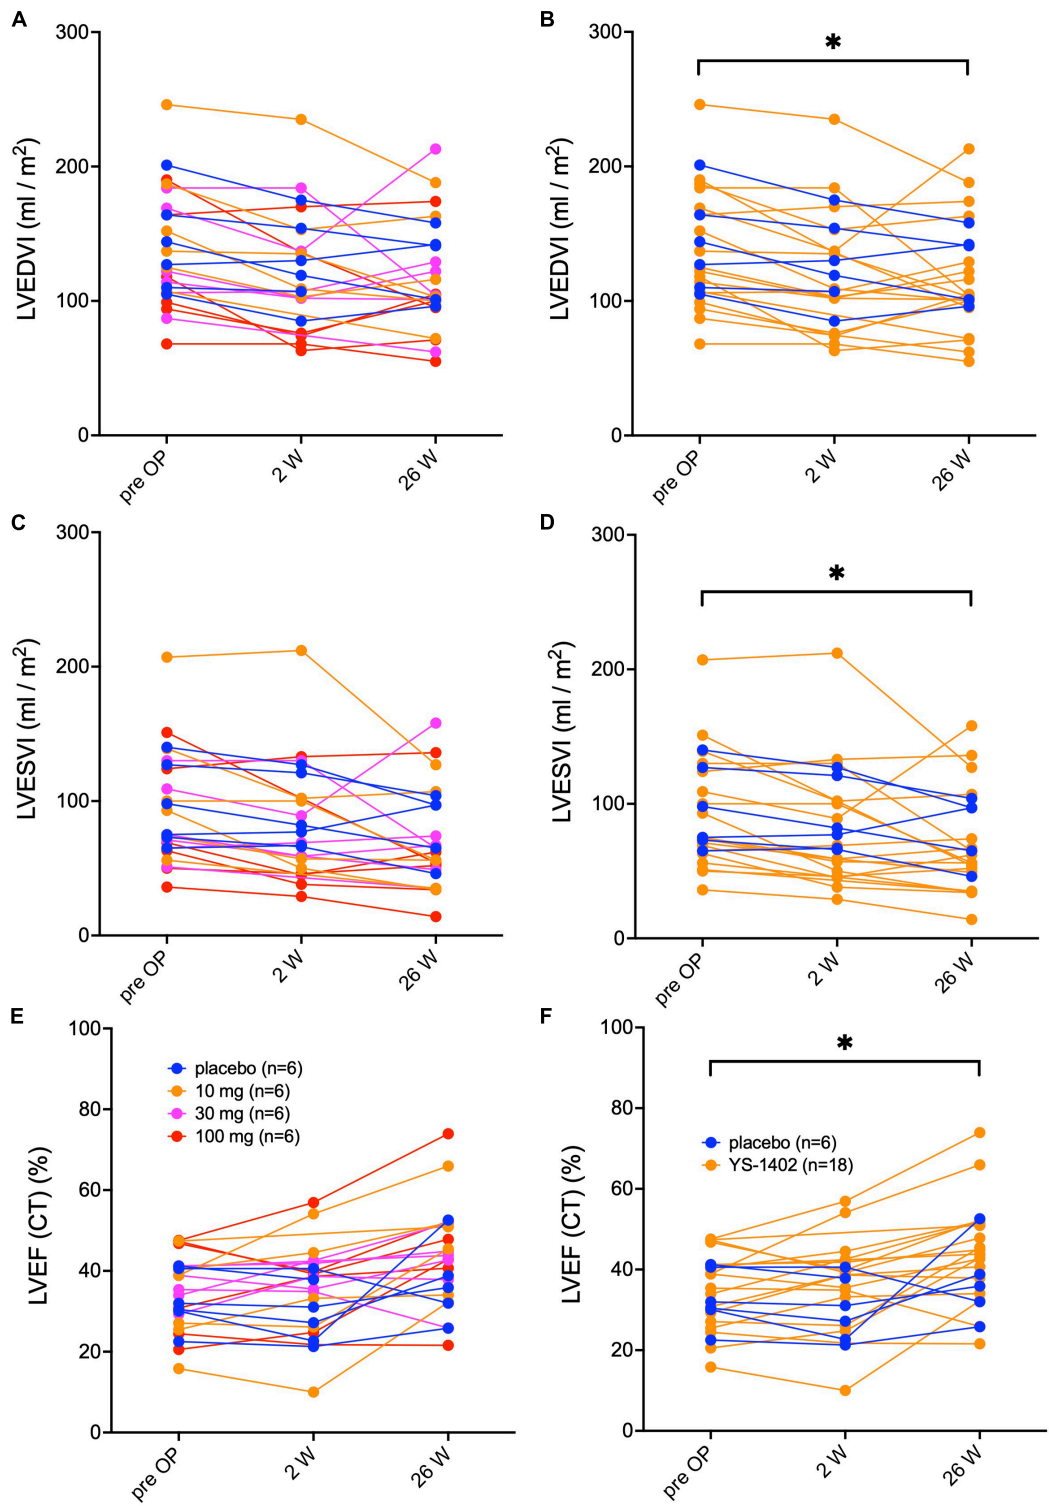 A
300
200
100
0
LVEDVI (ml / m²)
pre OP
2 W
26 W
B
*
300
200
100
0
LVEDVI (ml / m²)
pre OP
2 W
26 W
C
300
200
100
0
LVESVI (ml / m²)
pre OP
2 W
26 W
D
*
300
200
100
0
LVESVI (ml / m²)
pre OP
2 W
26 W
E
100
80
60
40
20
0
LVEF (CT) (%)
placebo (n=6)
10 mg (n=6)
30 mg (n=6)
100 mg (n=6)
pre OP
2 W
26 W
F
*
100
80
60
40
20
0
LVEF (CT) (%)
placebo (n=6)
YS-1402 (n=18)
pre OP
2 W
26 W